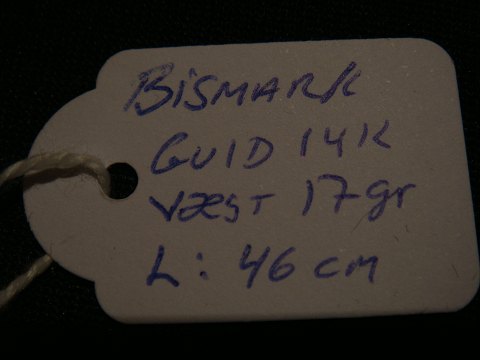 BiSMARK
GUlD 14K
VÆGT 17gr
L: 46 cm